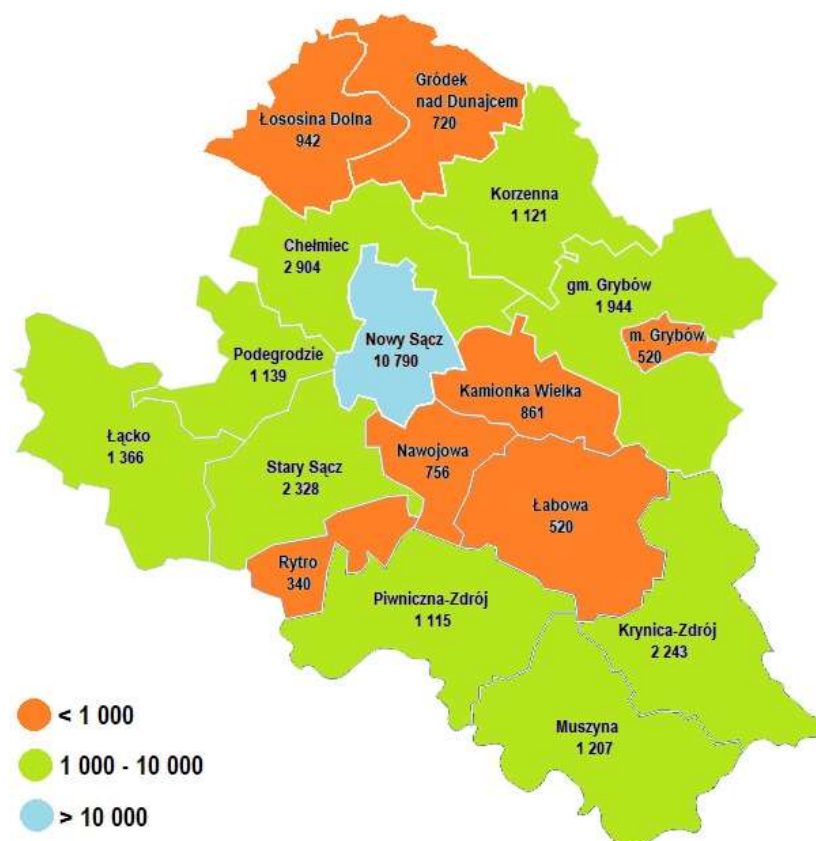 Gródek
nad Dunajcem
720
Łososina Dolna
942
Korzenna
1 121
Chełmiec
2 904
gm. Grybów
1 944
m. Grybów
520
Nowy Sącz
10 790
Podegrodzie
1 139
Kamionka Wielka
861
Łącko
1 366
Nawojowa
756
Stary Sącz
2 328
Łabowa
520
Rytro
340
Piwniczna-Zdrój
1 115
Krynica-Zdrój
2 243
Muszyna
1 207
< 1 000
1 000 - 10 000
> 10 000